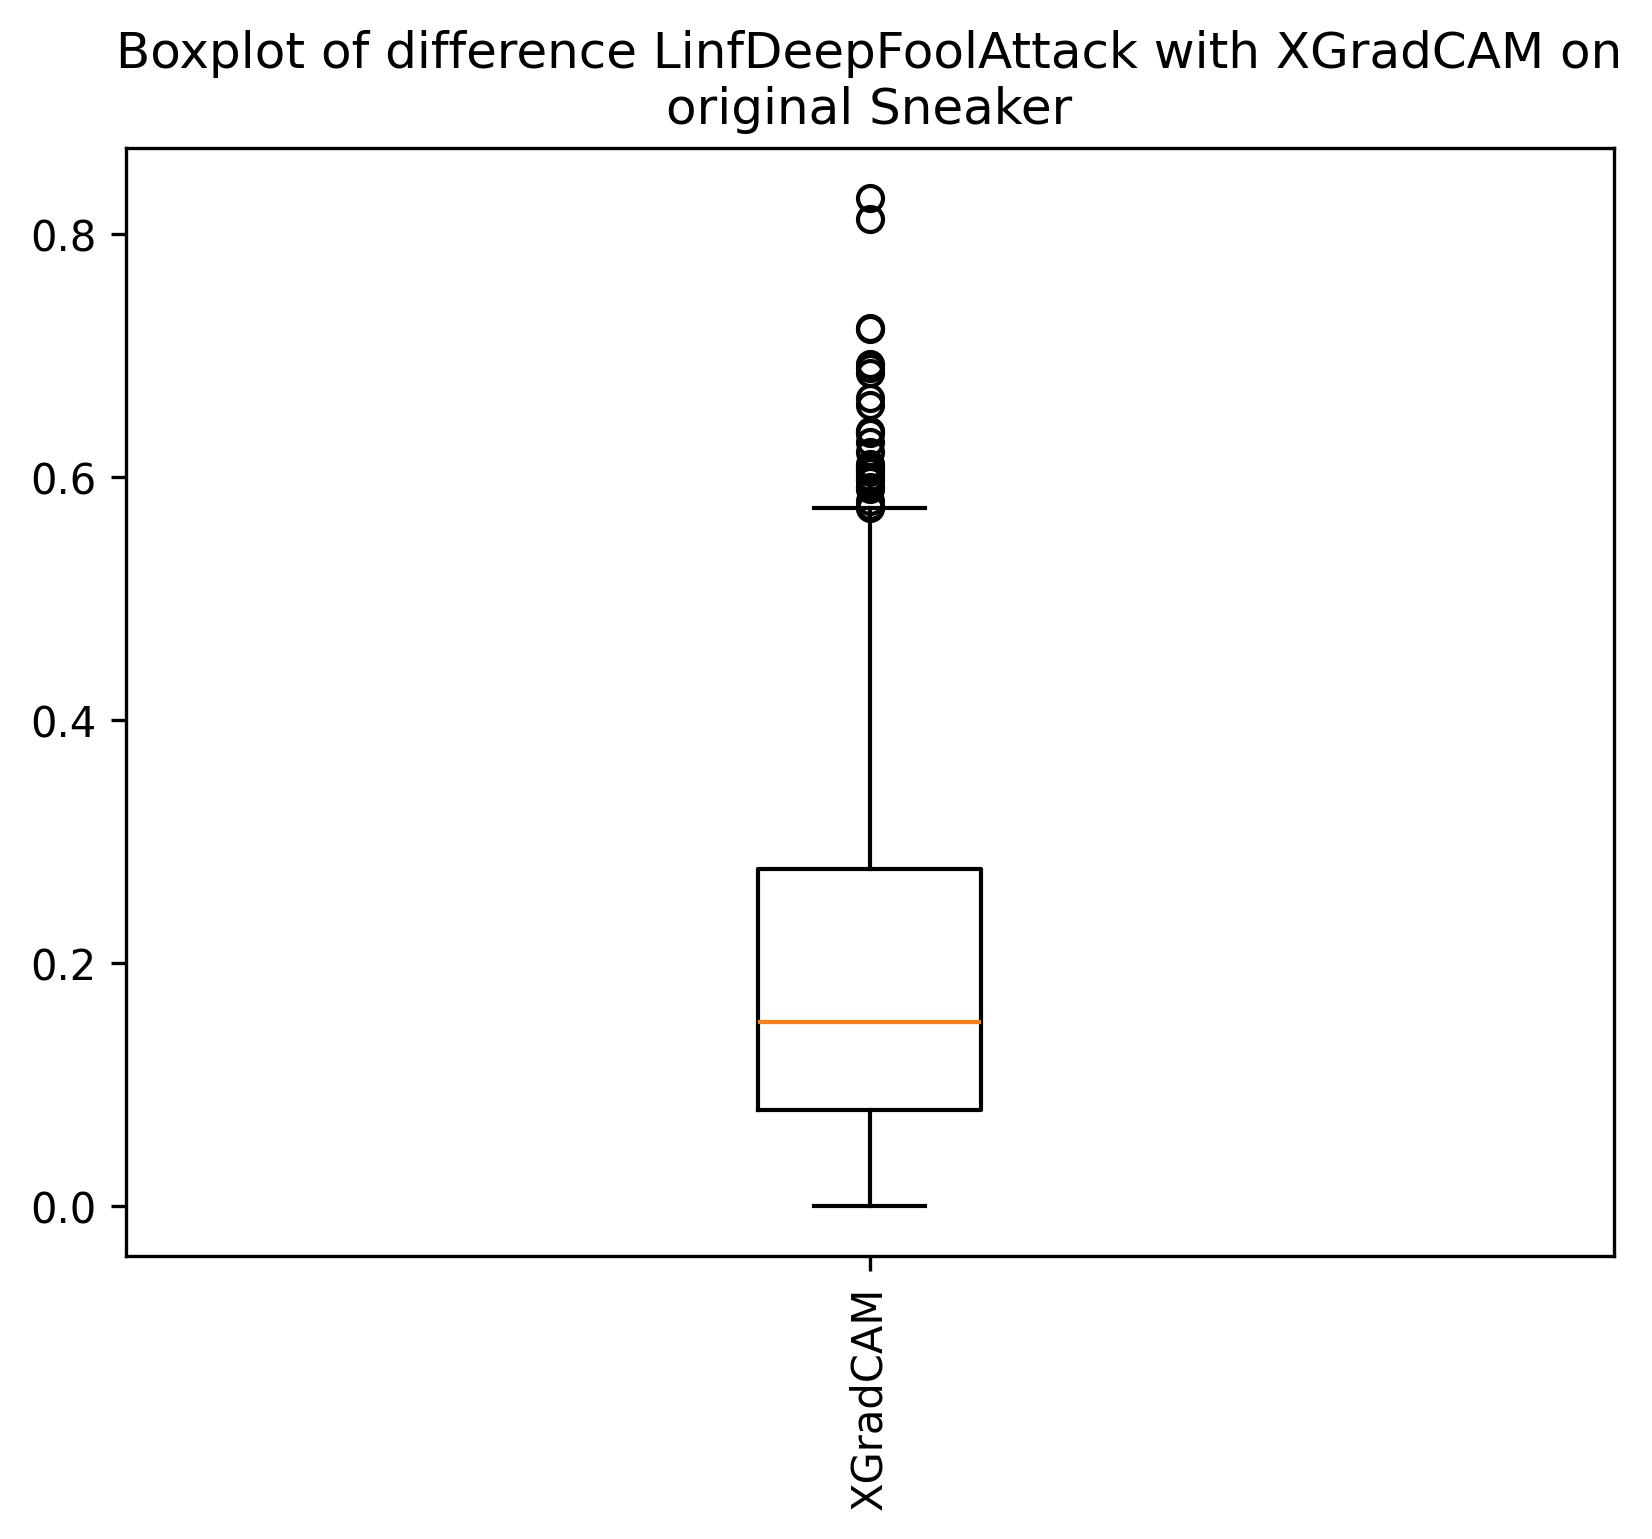 Boxplot of difference LinfDeepFoolAttack with XGradCAM on
original Sneaker
0.8
0.6
0.4
0.2
0.0
XGradCAM